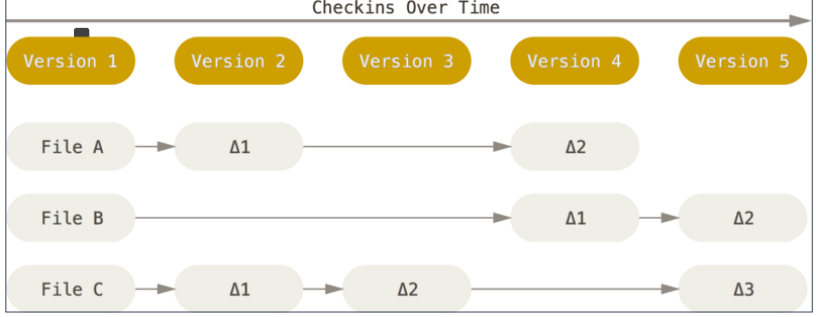 Checkins Over Time
Version 1 Version 2 Version 3 Version 4 Version 5
File A Δ1 Δ2
File B Δ1 Δ2
File C Δ1 Δ2 Δ3